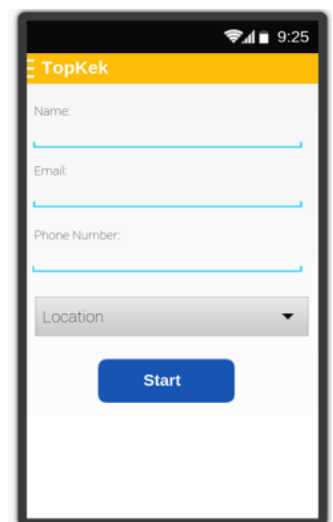 9:25
TopKek
Name:
Email:
Phone Number:
Location
Start